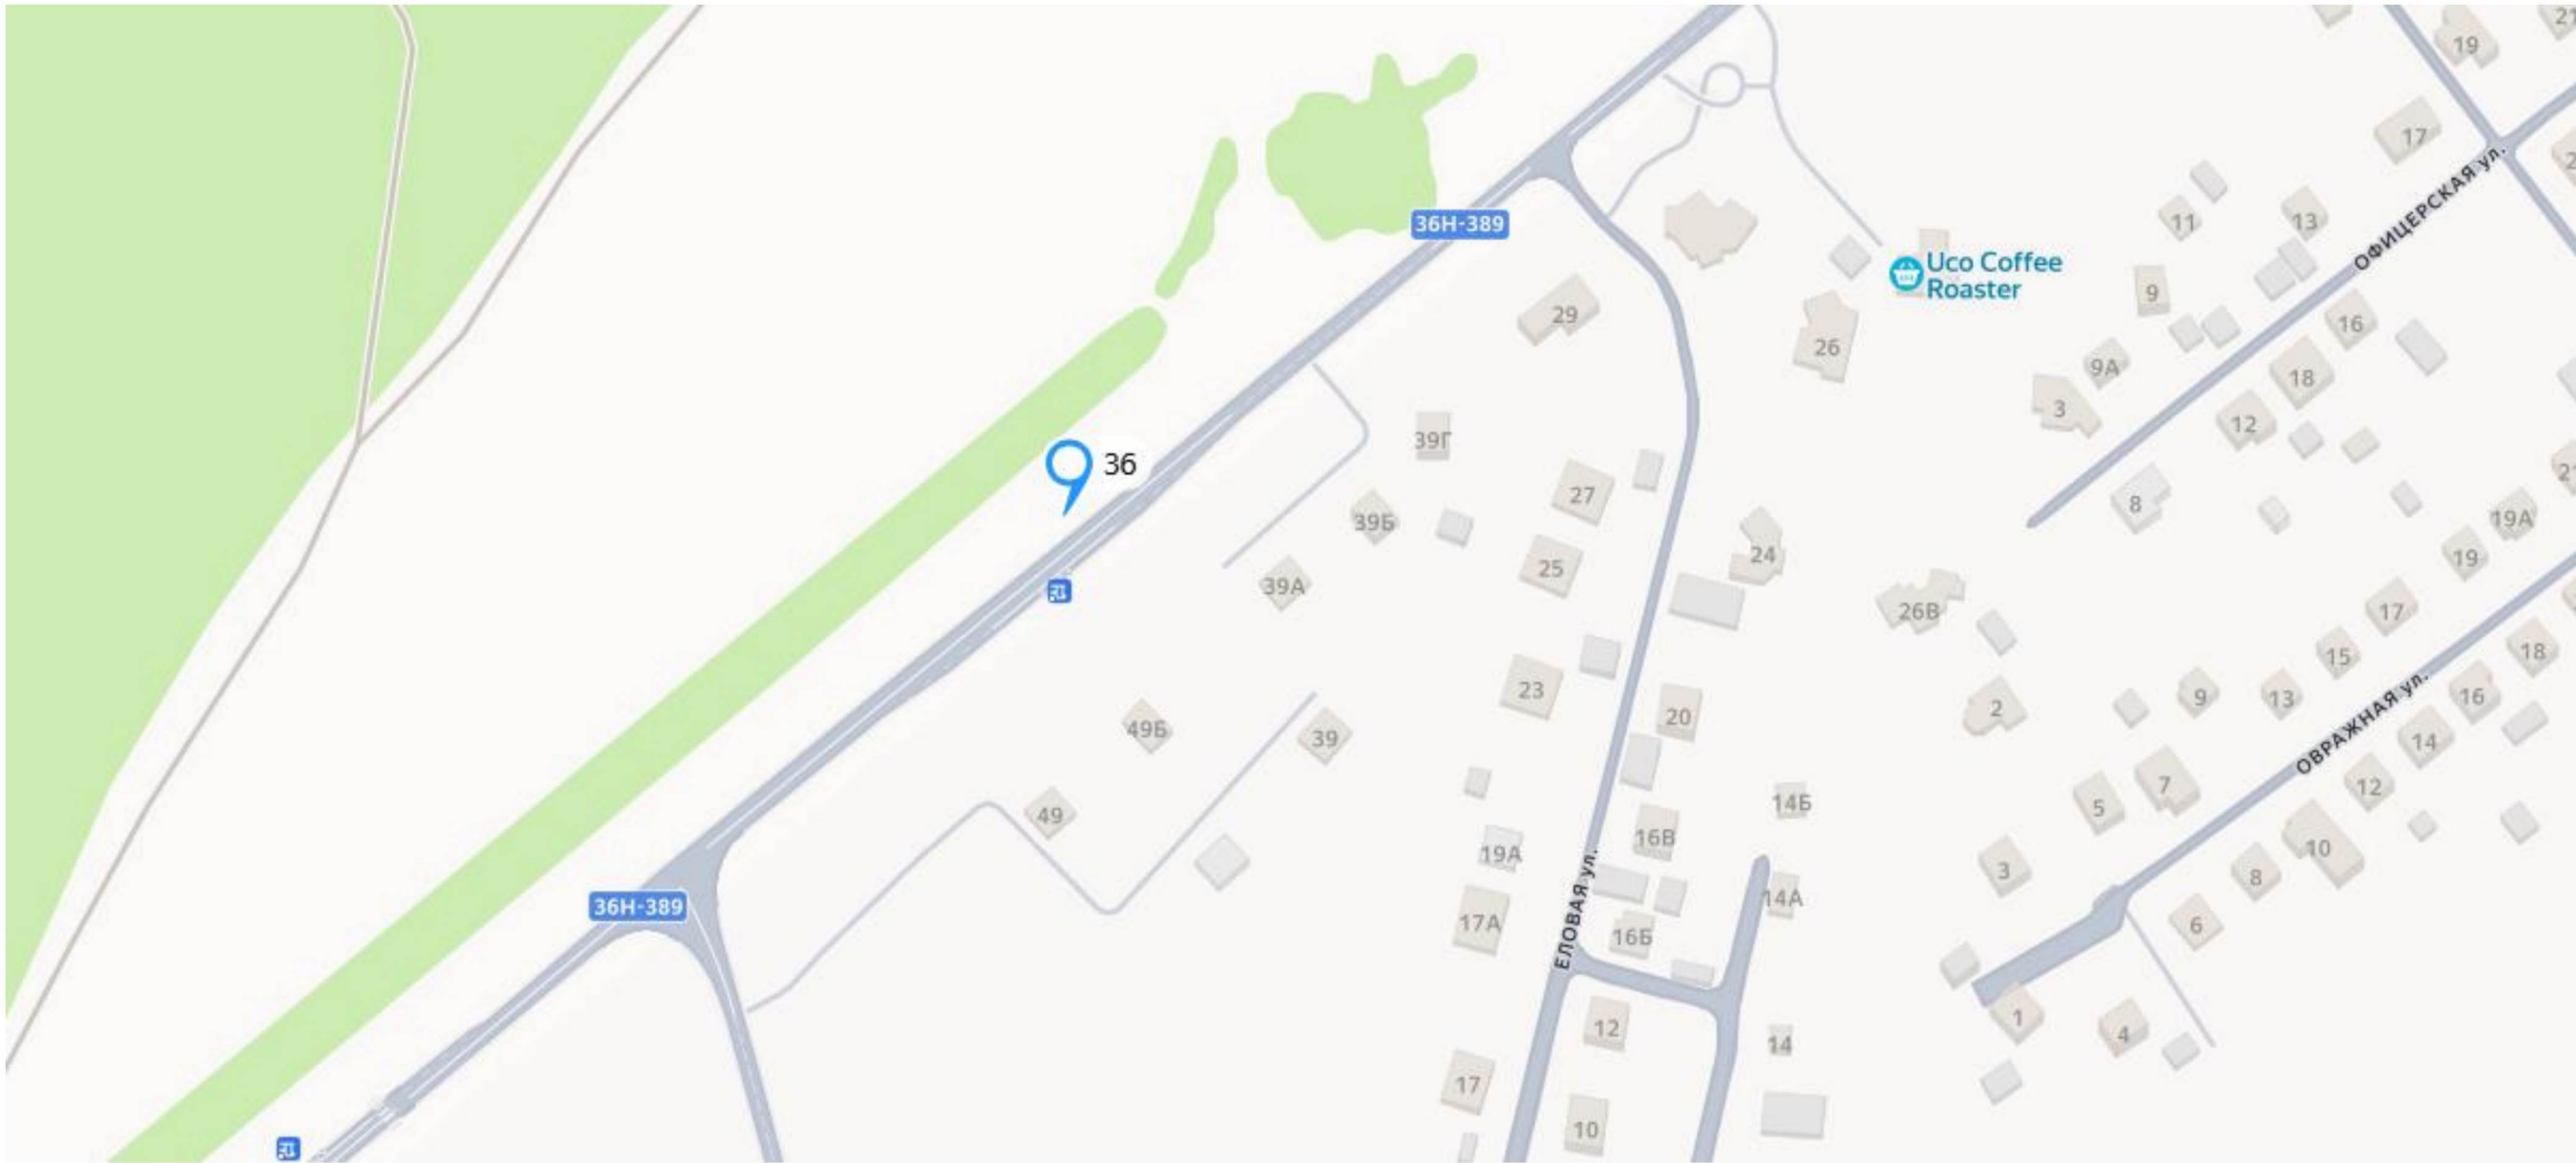 19
17
11
13
ОФИЦЕРСКАЯ ул.
36Н-389
Uco Coffee
Roaster
9
29
16
26
9А
18
3
12
39Г
36
27
8
39Б
19А
24
19
25
39А
26В
17
15
18
23
9
13
16
2
20
49Б
39
14
ОВРАЖНАЯ ул.
7
12
14Б
5
49
16В
10
19А
3
8
14А
36Н-389
17А
6
16Б
ЕЛОВАЯ ул.
1
12
4
14
17
10